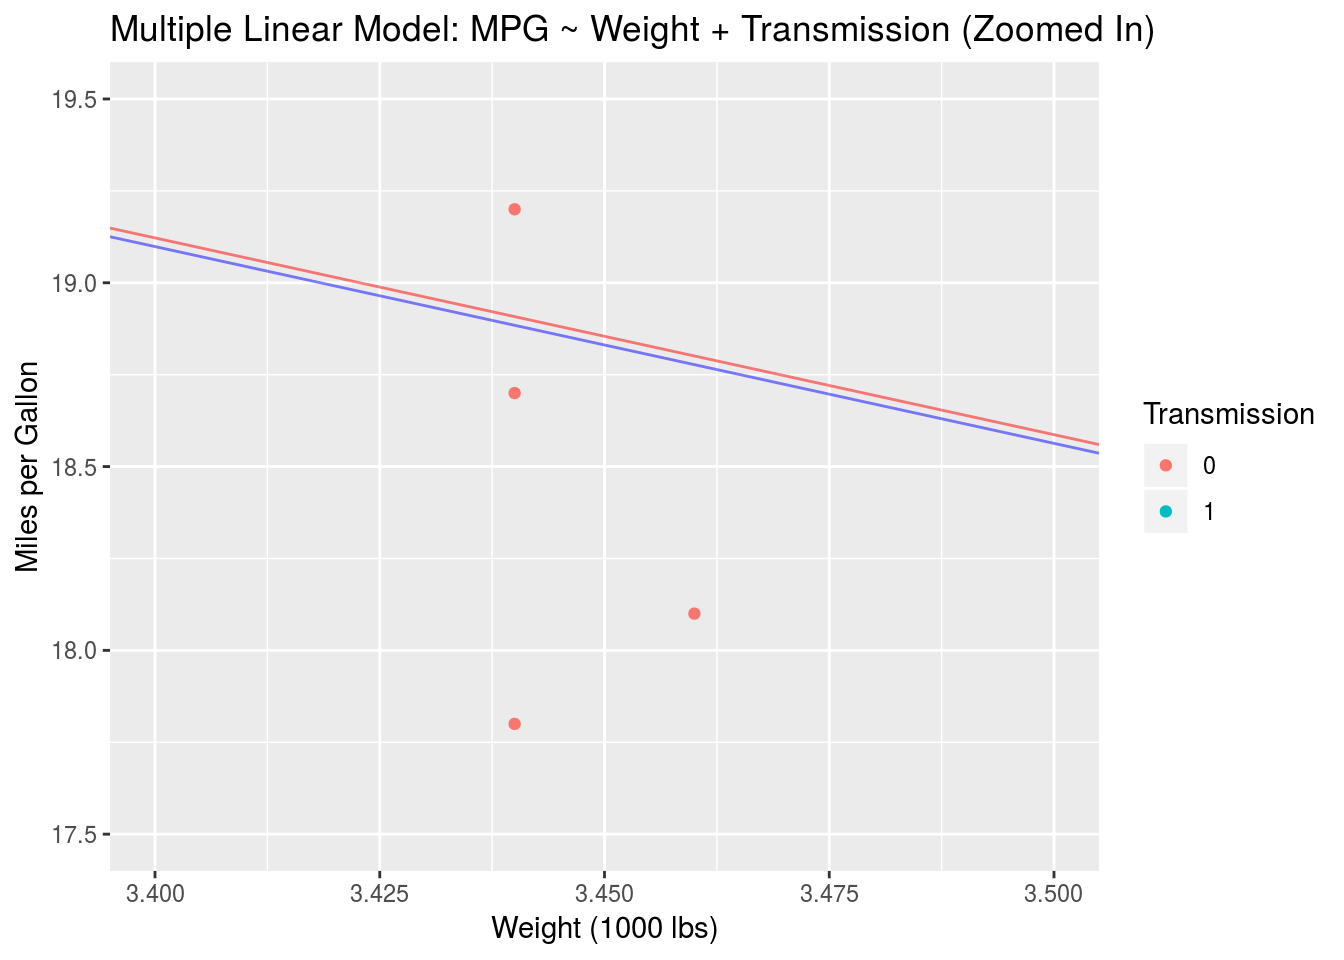 Multiple Linear Model: MPG ~ Weight + Transmission (Zoomed In)
19.5
19.0
18.5
18.0
17.5
Miles per Gallon
3.400 3.425 3.450 3.475 3.500
Weight (1000 lbs)
Transmission
0
1